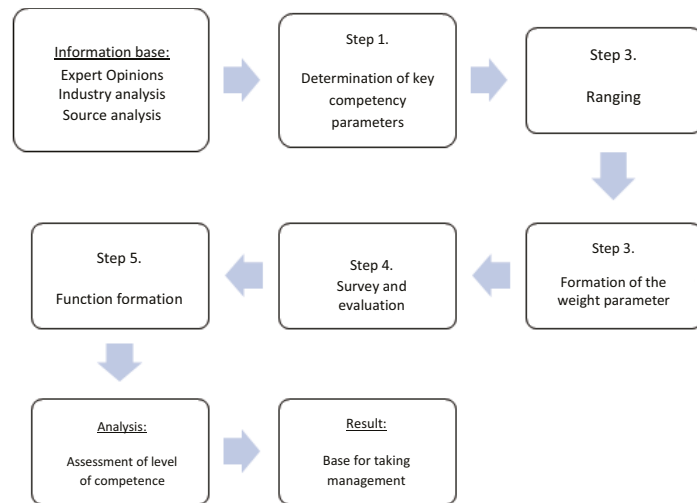 Information base:
Expert Opinions
Industry analysis
Source analysis
Step 1.
Determination of key
competency
parameters
Step 3.
Ranging
Step 3.
Formation of the
weight parameter
Step 4.
Survey and
evaluation
Step 5.
Function formation
Analysis:
Assessment of level
of competence
Result:
Base for taking
management